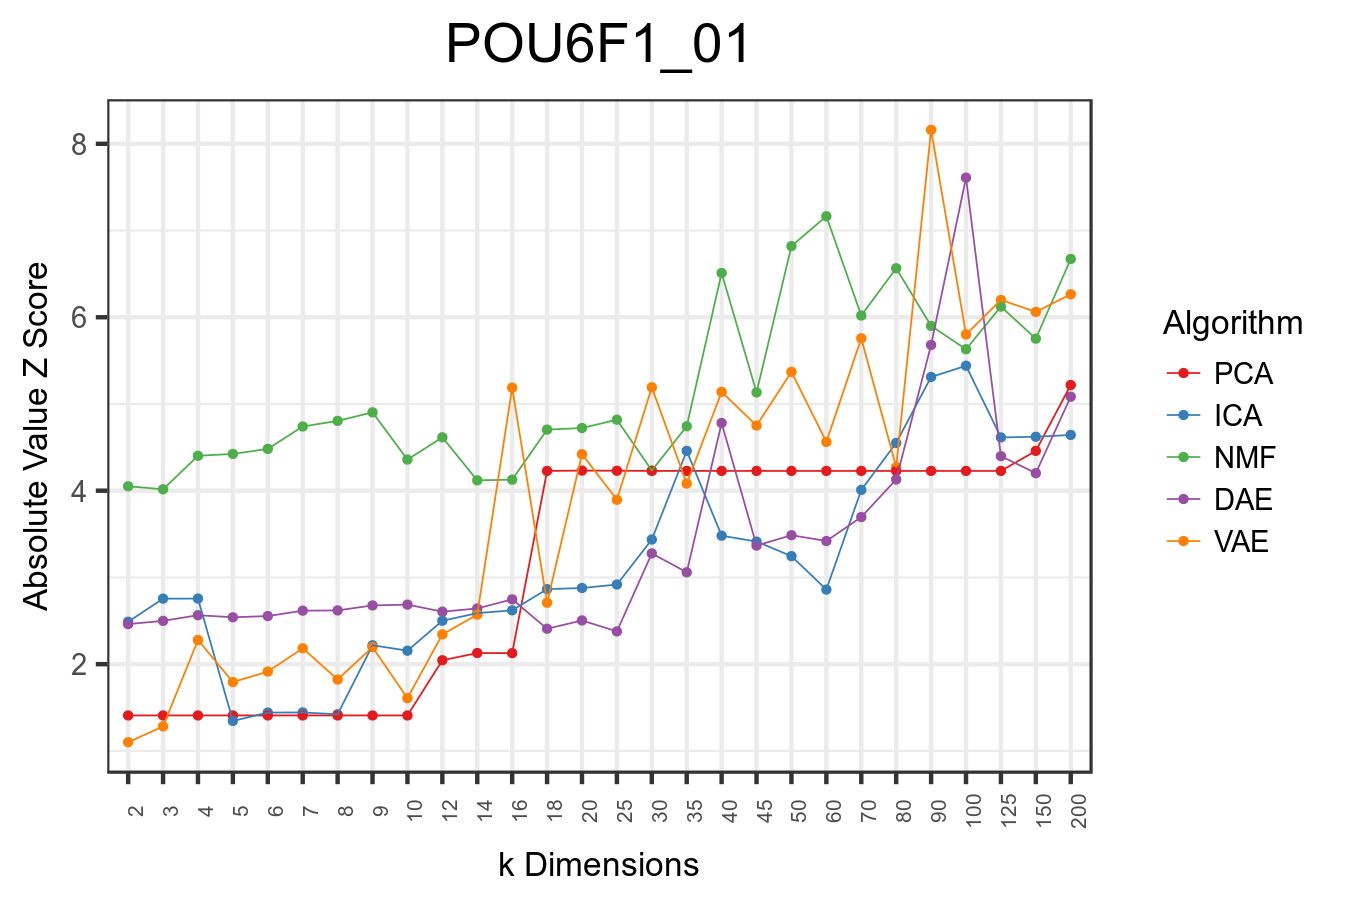 POU6F1_01
Absolute Value Z Score
8
6
4
2
2 3 4 5 6 7 8 9 10 12 14 16 18 20 25 30 35 40 45 50 60 70 80 90 100 125 150 200
k Dimensions
Algorithm
PCA
ICA
NMF
DAE
VAE